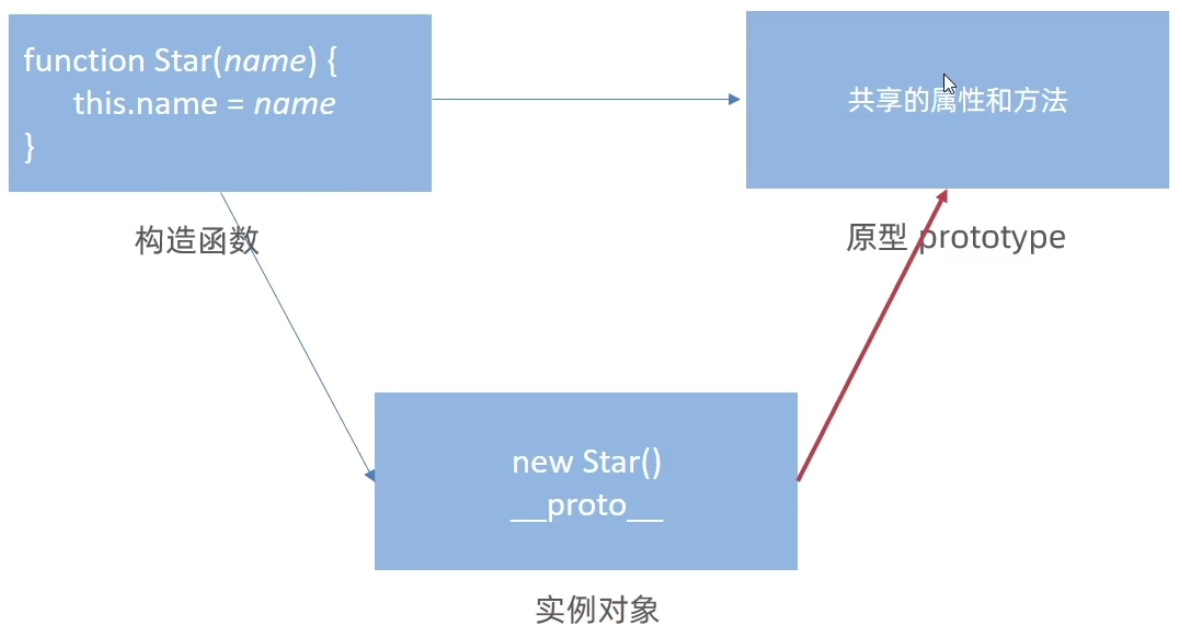 function Star(name) {
this.name = name
}
共享的属性和方法
构造函数
原型 prototype
new Star()
__proto__
实例对象